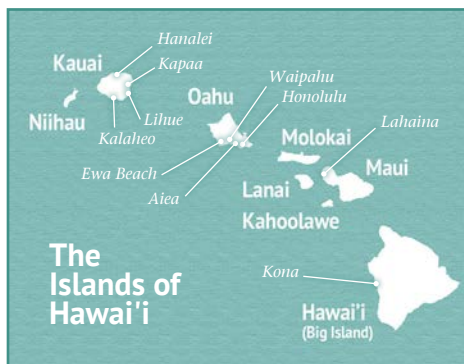 Hanalei
Kauai
Kapaa
Niihau
Lihue
Kalaheo
Oahu
Waipahu
Honolulu
Ewa Beach
Aiea
Molokai
Lahaina
Lanai
Maui
Kahoolawe
The
Islands of
Hawai'i
Kona
Hawai'i
(Big Island)